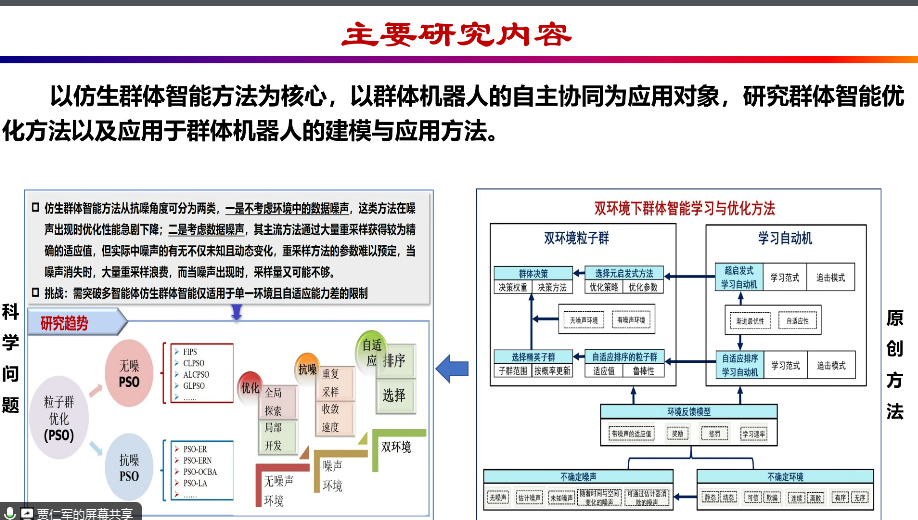 主要研究内容
以仿生群体智能方法为核心，以群体机器人的自主协同为应用对象，研究群体智能优
化方法以及应用于群体机器人的建模与应用方法。
科学问题
仿生群体智能方法从抗噪角度可分为两类，一是不考虑环境中的数据噪声，这类方法在噪
声出现时优化性能急剧下降；二是考虑数据噪声，其主流方法通过大量重采样获得较为精
确的适应值，但实际中噪声的有无不仅未知且动态变化，重采样方法的参数难以预定，当
噪声消失时，大量重采样浪费，而当噪声出现时，采样量又可能不够。
挑战：需突破多智能体仿生群体智能仅适用于单一环境且自适应能力差的限制
研究趋势
粒子群
优化
(PSO)
无噪
PSO
FIPS
CLPSO
ALCPSO
GLPSO
......
抗噪
PSO
PSO-ER
PSO-ERN
PSO-OCBA
PSO-LA
......
优化
全局
探索
局部
开发
无噪声
环境
抗噪
重复
采样
收敛
速度
噪声
环境
自适
应
排序
选择
双环境
双环境下群体智能学习与优化方法
双环境粒子群
群体决策
决策权重 决策方法
选择元启发式方法
优化策略 优化参数
无噪声环境 有噪声环境
选择精英子群
子群范围 按概率更新
自适应排序的粒子群
适应值 鲁棒性
学习自动机
超启发式
学习自动机
学习范式 追击模式
渐进最优性 自适应性
自适应排序
学习自动机
学习范式 追击模式
环境反馈模型
有噪声的适应值 奖励 惩罚 学习速率
不确定噪声
无噪声 估计噪声 未知噪声 随着时间与空间变化的噪声 可通过估计器消除的噪声
不确定环境
静态 动态 可信 欺骗 连续 离散 有序 无序
原创方法
贾仁军的屏幕共享